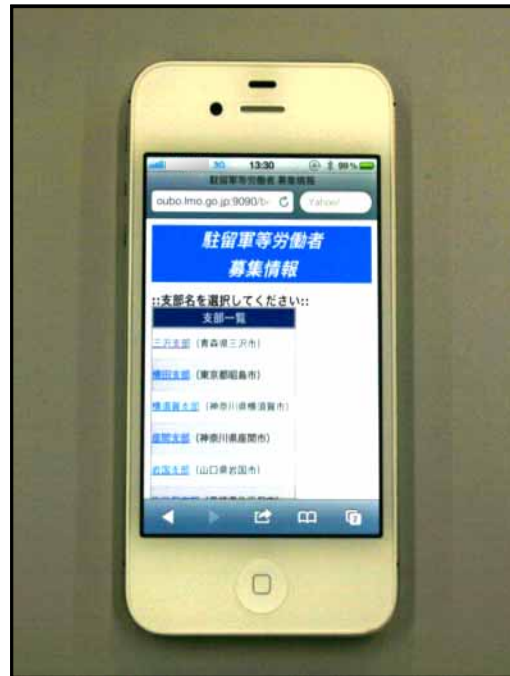 3G 13:30 99%
駐留軍等労働者 募集情報
oubo.lmo.go.jp:9090/b
Yahoo!
駐留軍等労働者
募集情報
::支部名を選択してください::
支部一覧
三沢支部 (青森県三沢市)
横田支部 (東京都昭島市)
横須賀支部 (神奈川県横須賀市)
座間支部 (神奈川県座間市)
岩国支部 (山口県岩国市)